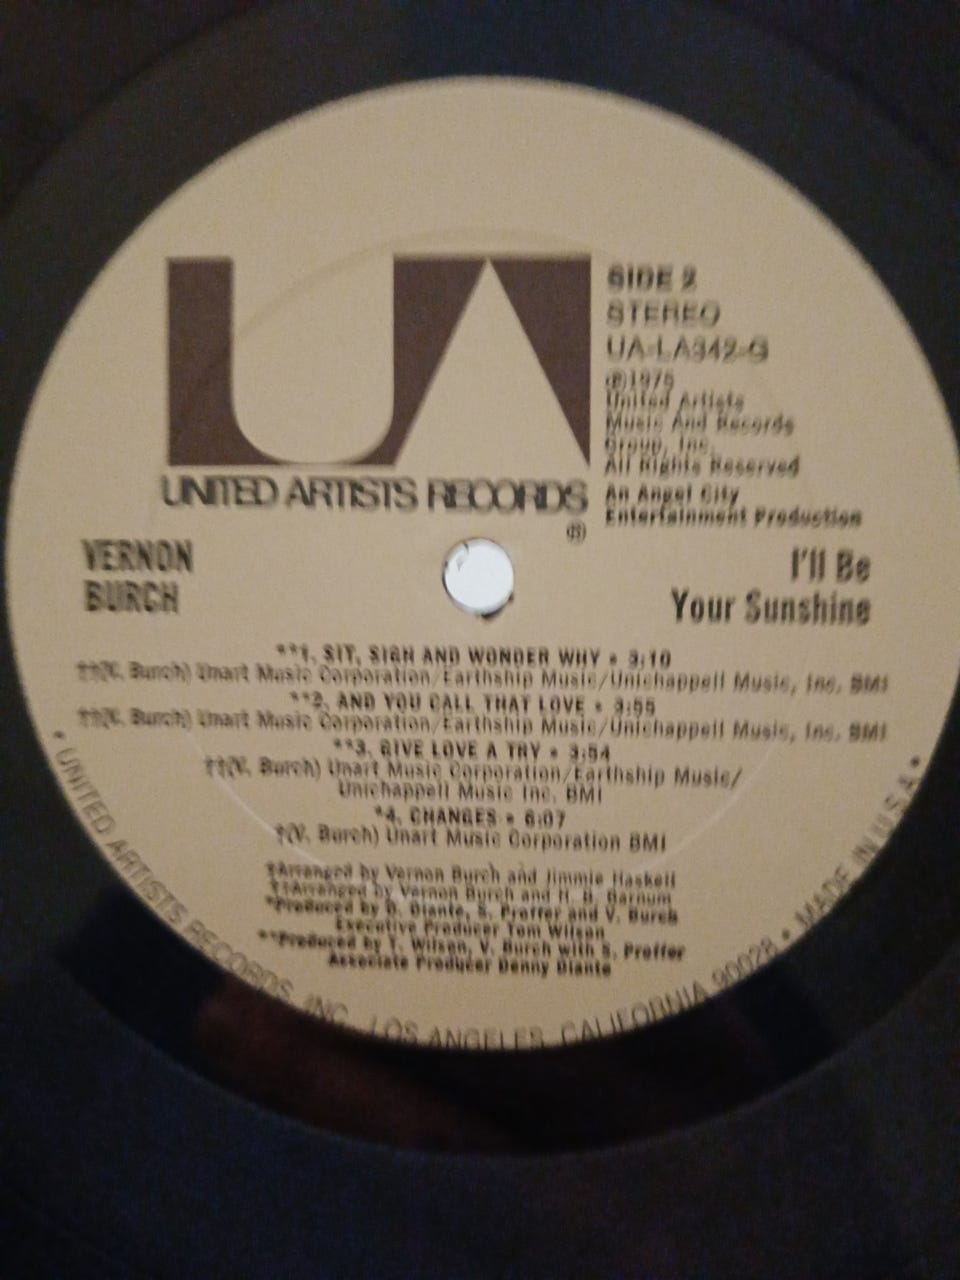 UA
UNITED ARTISTS RECORDS
®
SIDE 2
STEREO
UA-LA342-G
℗1975
United Artists
Music And Records
Group, Inc.
All Rights Reserved
An Angel City
Entertainment Production
VERNON
BURCH
I'll Be
Your Sunshine
**1. SIT, SIGH AND WONDER WHY • 3:10
††(V. Burch) Unart Music Corporation/Earthship Music/Unichappell Music, Inc. BMI
**2. AND YOU CALL THAT LOVE • 3:55
††(V. Burch) Unart Music Corporation/Earthship Music/Unichappell Music, Inc. BMI
**3. GIVE LOVE A TRY • 3:54
††(V. Burch) Unart Music Corporation/Earthship Music/
Unichappell Music Inc. BMI
*4. CHANGES • 6:07
†(V. Burch) Unart Music Corporation BMI
†Arranged by Vernon Burch and Jimmie Haskell
††Arranged by Vernon Burch and H. B. Barnum
*Produced by D. Diante, S. Proffer and V. Burch
Executive Producer Tom Wilson
**Produced by T. Wilson, V. Burch with S. Proffer
Associate Producer Denny Diante
• UNITED ARTISTS RECORDS, INC., LOS ANGELES, CALIFORNIA 90028 • MADE IN U.S.A •